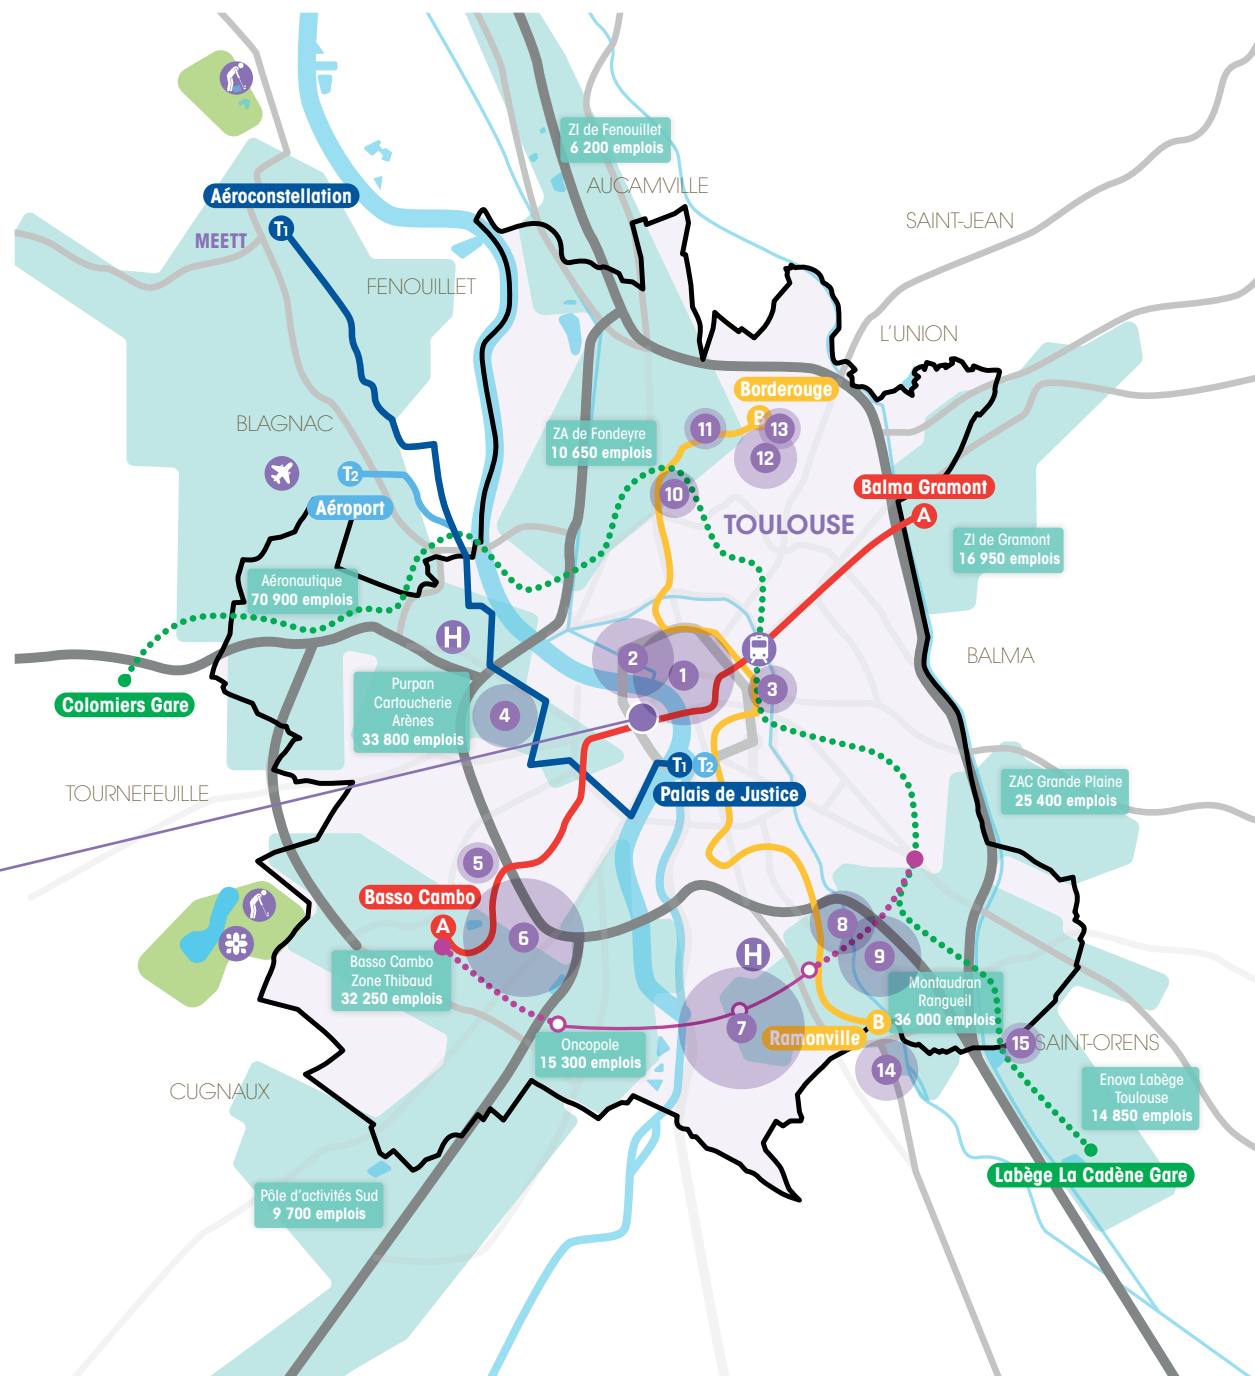 ZI de Fenouillet
6 200 emplois
AUCAMVILLE
Aéroconstellation
T1
MEETT
SAINT-JEAN
FENOUILLET
L'UNION
Borderouge
B
BLAGNAC
ZA de Fondeyre
10 650 emplois
11
13
12
T2
Aéroport
10
TOULOUSE
Balma Gramont
A
ZI de Gramont
16 950 emplois
Aéronautique
70 900 emplois
H
BALMA
2
1
3
Colomiers Gare
Purpan
Cartoucherie
Arènes
33 800 emplois
4
T1
T2
Palais de Justice
TOURNEFEUILLE
ZAC Grande Plaine
25 400 emplois
5
Basso Cambo
A
6
8
9
H
Basso Cambo
Zone Thibaud
32 250 emplois
Montaudran
Rangueil
36 000 emplois
7
Ramonville
B
Oncopole
15 300 emplois
15
SAINT-ORENS
14
CUGNAUX
Enova Labège
Toulouse
14 850 emplois
Labège La Cadène Gare
Pôle d'activités Sud
9 700 emplois